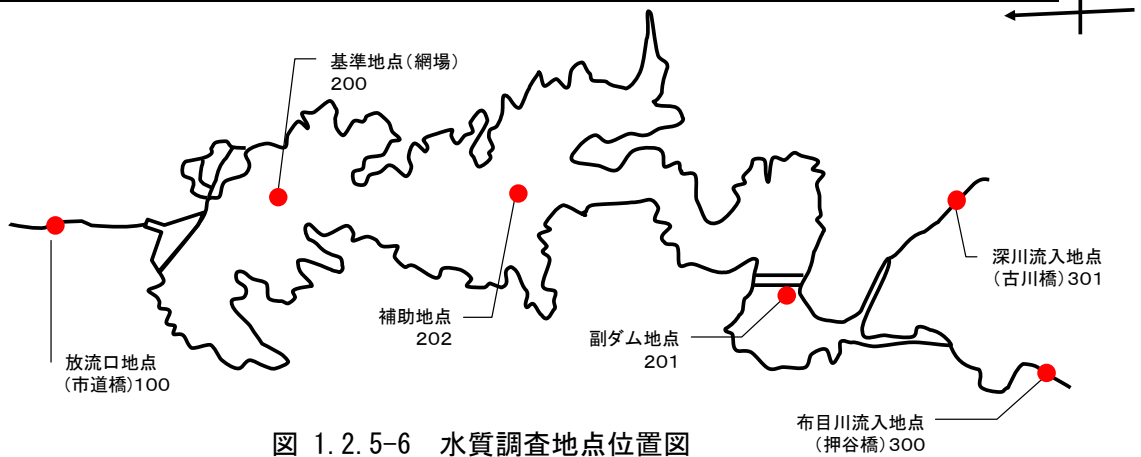 基準地点(網場)
200
補助地点
202
放流口地点
(市道橋)100
副ダム地点
201
深川流入地点
(古川橋)301
布目川流入地点
(押谷橋)300
図 1.2.5-6 水質調査地点位置図